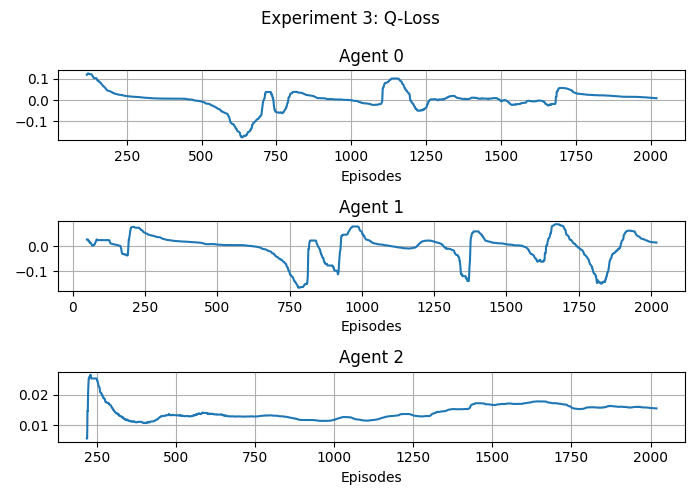 Experiment 3: Q-Loss
Agent 0
0.1
0.0
−0.1
250 500 750 1000 1250 1500 1750 2000
Episodes
Agent 1
0.0
−0.1
0 250 500 750 1000 1250 1500 1750 2000
Episodes
Agent 2
0.02
0.01
250 500 750 1000 1250 1500 1750 2000
Episodes